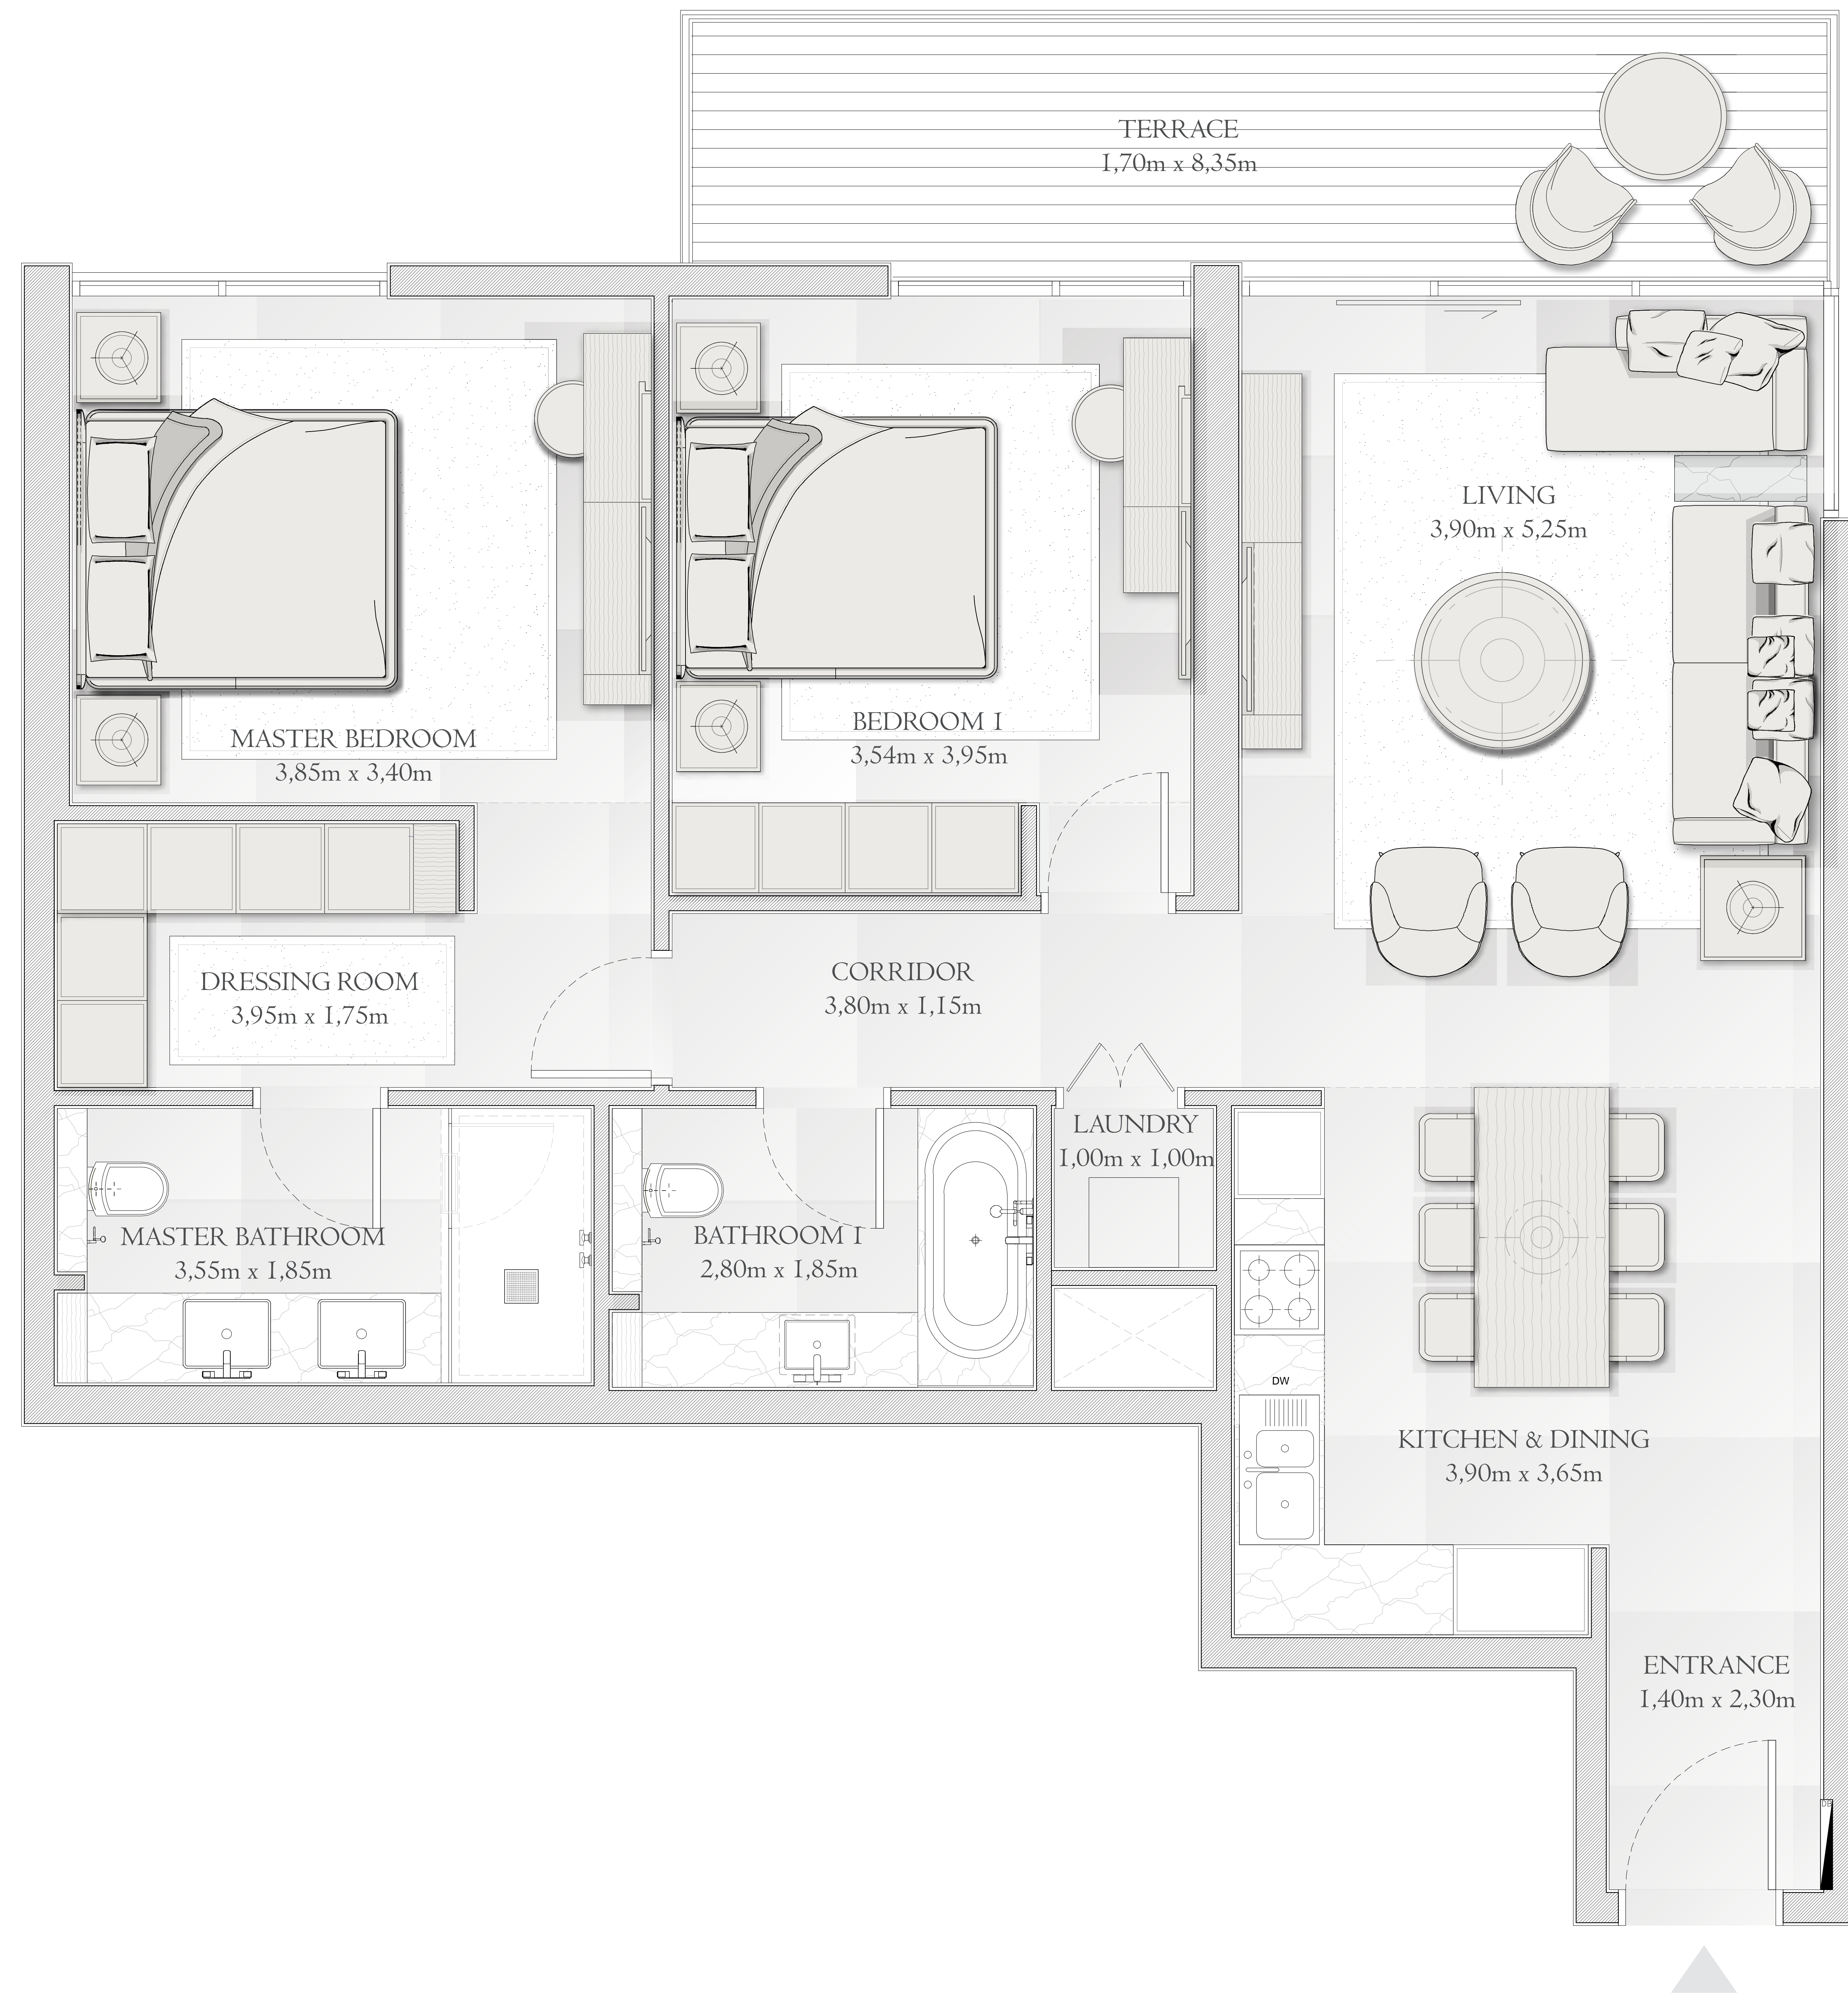 TERRACE
1,70m x 8,35m
LIVING
3,90m x 5,25m
MASTER BEDROOM
3,85m x 3,40m
BEDROOM 1
3,54m x 3,95m
DRESSING ROOM
3,95m x 1,75m
CORRIDOR
3,80m x 1,15m
LAUNDRY
1,00m x 1,00m
MASTER BATHROOM
3,55m x 1,85m
BATHROOM 1
2,80m x 1,85m
DW
KITCHEN & DINING
3,90m x 3,65m
ENTRANCE
1,40m x 2,30m